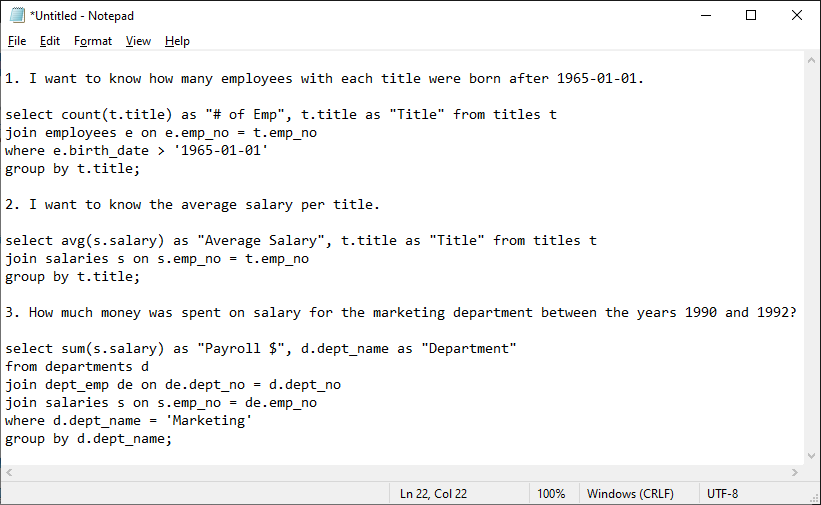 *Untitled - Notepad
File Edit Format View Help
1. I want to know how many employees with each title were born after 1965-01-01.
select count(t.title) as "# of Emp", t.title as "Title" from titles t
join employees e on e.emp_no = t.emp_no
where e.birth_date > '1965-01-01'
group by t.title;
2. I want to know the average salary per title.
select avg(s.salary) as "Average Salary", t.title as "Title" from titles t
join salaries s on s.emp_no = t.emp_no
group by t.title;
3. How much money was spent on salary for the marketing department between the years 1990 and 1992?
select sum(s.salary) as "Payroll $", d.dept_name as "Department"
from departments d
join dept_emp de on de.dept_no = d.dept_no
join salaries s on s.emp_no = de.emp_no
where d.dept_name = 'Marketing'
group by d.dept_name;
Ln 22, Col 22 100% Windows (CRLF) UTF-8